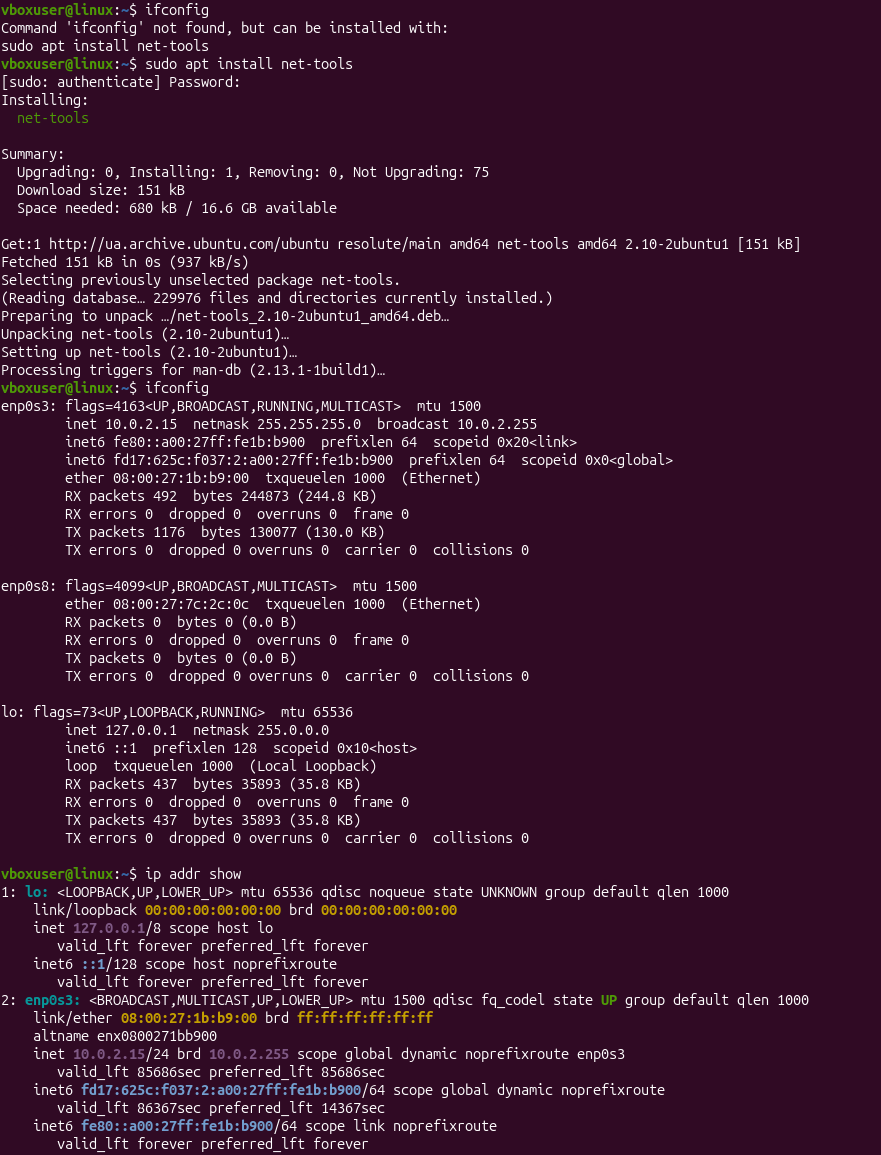 vboxuser@linux:~$ ifconfig
Command 'ifconfig' not found, but can be installed with:
sudo apt install net-tools
vboxuser@linux:~$ sudo apt install net-tools
[sudo: authenticate] Password:
Installing:
  net-tools

Summary:
  Upgrading: 0, Installing: 1, Removing: 0, Not Upgrading: 75
  Download size: 151 kB
  Space needed: 680 kB / 16.6 GB available

Get:1 http://ua.archive.ubuntu.com/ubuntu resolute/main amd64 net-tools amd64 2.10-2ubuntu1 [151 kB]
Fetched 151 kB in 0s (937 kB/s)
Selecting previously unselected package net-tools.
(Reading database… 229976 files and directories currently installed.)
Preparing to unpack …/net-tools_2.10-2ubuntu1_amd64.deb…
Unpacking net-tools (2.10-2ubuntu1)…
Setting up net-tools (2.10-2ubuntu1)…
Processing triggers for man-db (2.13.1-1build1)…
vboxuser@linux:~$ ifconfig
enp0s3: flags=4163<UP,BROADCAST,RUNNING,MULTICAST>  mtu 1500
        inet 10.0.2.15  netmask 255.255.255.0  broadcast 10.0.2.255
        inet6 fe80::a00:27ff:fe1b:b900  prefixlen 64  scopeid 0x20<link>
        inet6 fd17:625c:f037:2:a00:27ff:fe1b:b900  prefixlen 64  scopeid 0x0<global>
        ether 08:00:27:1b:b9:00  txqueuelen 1000  (Ethernet)
        RX packets 492  bytes 244873 (244.8 KB)
        RX errors 0  dropped 0  overruns 0  frame 0
        TX packets 1176  bytes 130077 (130.0 KB)
        TX errors 0  dropped 0 overruns 0  carrier 0  collisions 0

enp0s8: flags=4099<UP,BROADCAST,MULTICAST>  mtu 1500
        ether 08:00:27:7c:2c:0c  txqueuelen 1000  (Ethernet)
        RX packets 0  bytes 0 (0.0 B)
        RX errors 0  dropped 0  overruns 0  frame 0
        TX packets 0  bytes 0 (0.0 B)
        TX errors 0  dropped 0 overruns 0  carrier 0  collisions 0

lo: flags=73<UP,LOOPBACK,RUNNING>  mtu 65536
        inet 127.0.0.1  netmask 255.0.0.0
        inet6 ::1  prefixlen 128  scopeid 0x10<host>
        loop  txqueuelen 1000  (Local Loopback)
        RX packets 437  bytes 35893 (35.8 KB)
        RX errors 0  dropped 0  overruns 0  frame 0
        TX packets 437  bytes 35893 (35.8 KB)
        TX errors 0  dropped 0 overruns 0  carrier 0  collisions 0

vboxuser@linux:~$ ip addr show
1: lo: <LOOPBACK,UP,LOWER_UP> mtu 65536 qdisc noqueue state UNKNOWN group default qlen 1000
    link/loopback 00:00:00:00:00:00 brd 00:00:00:00:00:00
    inet 127.0.0.1/8 scope host lo
       valid_lft forever preferred_lft forever
    inet6 ::1/128 scope host noprefixroute
       valid_lft forever preferred_lft forever
2: enp0s3: <BROADCAST,MULTICAST,UP,LOWER_UP> mtu 1500 qdisc fq_codel state UP group default qlen 1000
    link/ether 08:00:27:1b:b9:00 brd ff:ff:ff:ff:ff:ff
    altname enx0800271bb900
    inet 10.0.2.15/24 brd 10.0.2.255 scope global dynamic noprefixroute enp0s3
       valid_lft 85686sec preferred_lft 85686sec
    inet6 fd17:625c:f037:2:a00:27ff:fe1b:b900/64 scope global dynamic noprefixroute
       valid_lft 86367sec preferred_lft 14367sec
    inet6 fe80::a00:27ff:fe1b:b900/64 scope link noprefixroute
       valid_lft forever preferred_lft forever